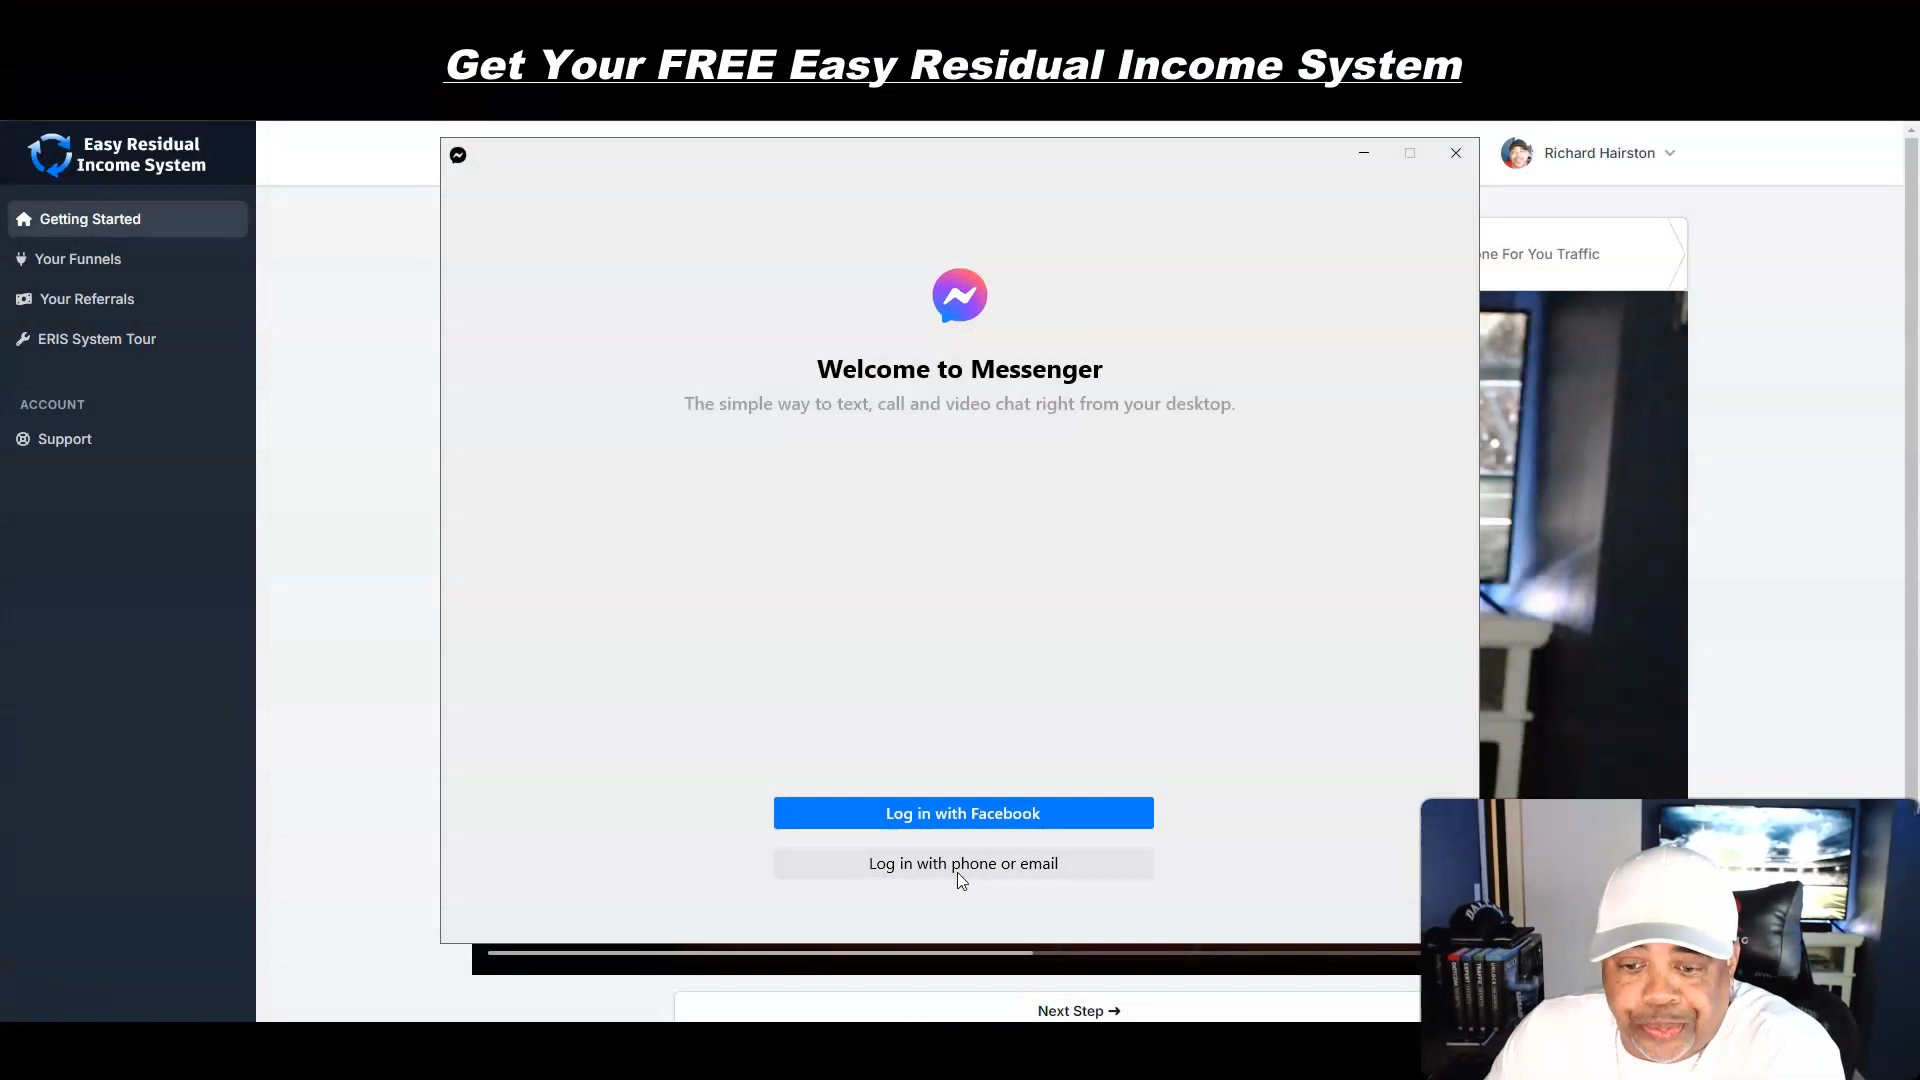 Get Your FREE Easy Residual Income System
Easy Residual
Income System
Richard Hairston
Getting Started
Your Funnels
Your Referrals
ERIS System Tour
ACCOUNT
Support
ne For You Traffic
Welcome to Messenger
The simple way to text, call and video chat right from your desktop.
Log in with Facebook
Log in with phone or email
Next Step →